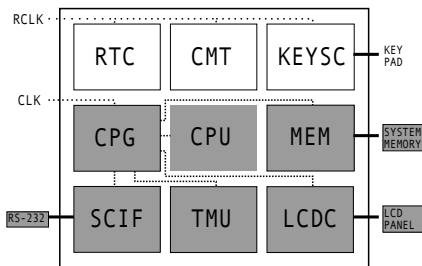 RCLK
RTC CMT KEYSC
KEY
PAD
CLK
CPG CPU MEM
SYSTEM
MEMORY
RS-232
SCIF TMU LCDC
LCD
PANEL